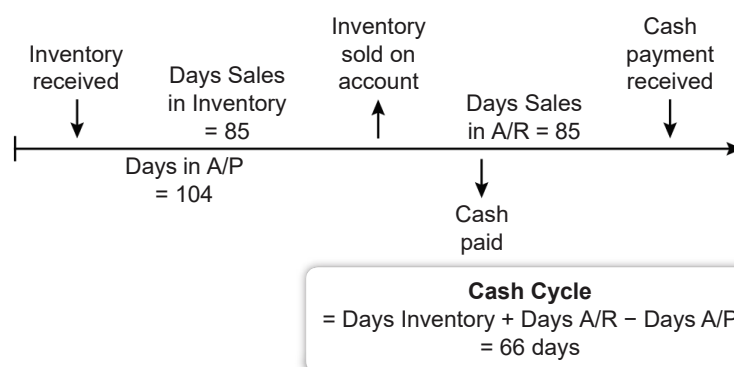 Inventory
received
Days Sales
in Inventory
= 85
Inventory
sold on
account
Days Sales
in A/R = 85
Cash
payment
received
Days in A/P
= 104
Cash
paid
Cash Cycle
= Days Inventory + Days A/R − Days A/P
= 66 days